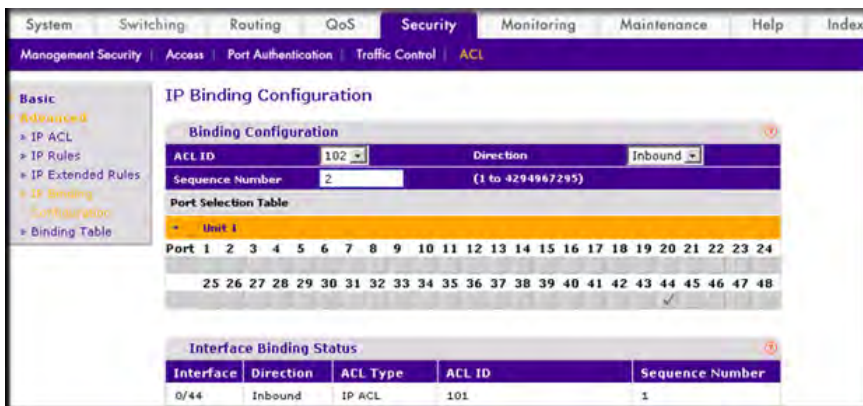 System Switching Routing QoS Security Monitoring Maintenance Help Index
Management Security Access Port Authentication Traffic Control ACL
Basic
Advanced
» IP ACL
» IP Rules
» IP Extended Rules
» IP Binding
Configuration
» Binding Table
IP Binding Configuration
Binding Configuration
ACL ID 102 Direction Inbound
Sequence Number 2 (1 to 4294967295)
Port Selection Table
Unit 1
Port 1 2 3 4 5 6 7 8 9 10 11 12 13 14 15 16 17 18 19 20 21 22 23 24
25 26 27 28 29 30 31 32 33 34 35 36 37 38 39 40 41 42 43 44 45 46 47 48
Interface Binding Status
Interface Direction ACL Type ACL ID Sequence Number
0/44 Inbound IP ACL 101 1